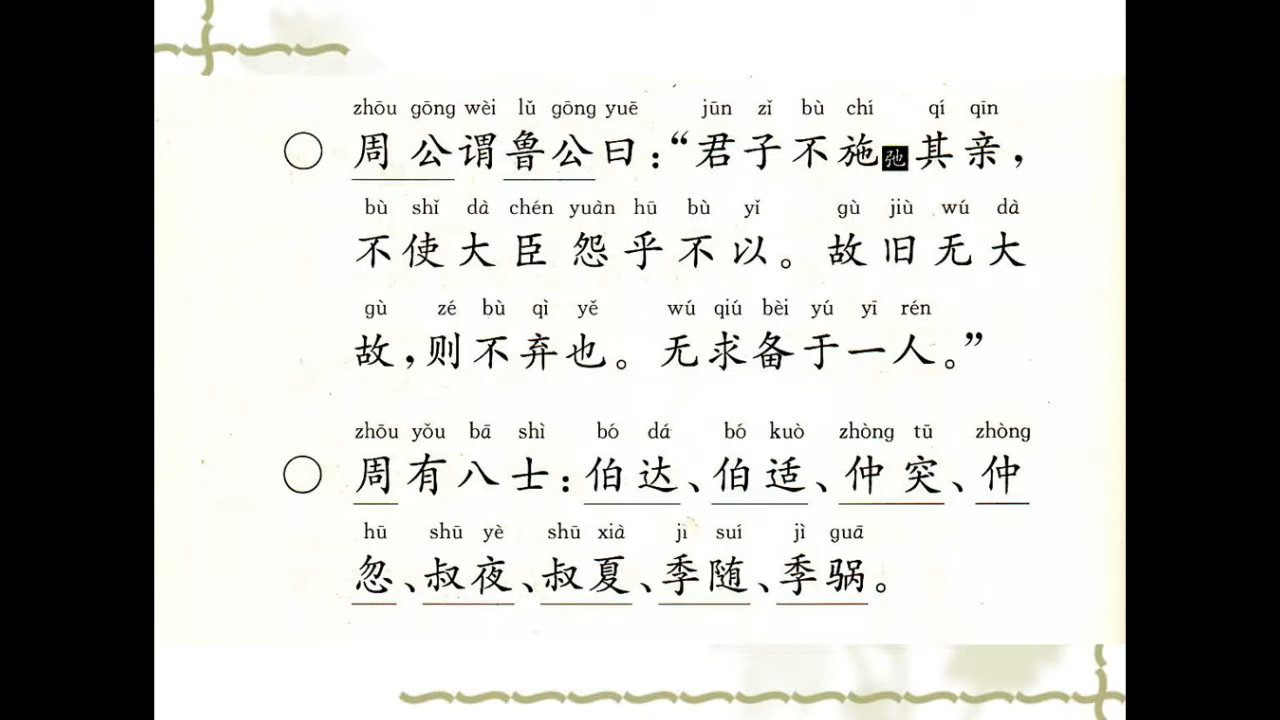 zhōu gōng wèi lǔ gōng yuē jūn zǐ bù chí qí qīn
○ 周公谓鲁公曰：“君子不施弛其亲，
bù shǐ dà chén yuàn hū bù yǐ gù jiù wú dà
不使大臣怨乎不以。故旧无大
gù zé bù qì yě wú qiú bèi yú yī rén
故，则不弃也。无求备于一人。”
zhōu yǒu bā shì bó dá bó kuò zhòng tū zhòng
○ 周有八士：伯达、伯适、仲突、仲
hū shū yè shū xià jì suí jì guā
忽、叔夜、叔夏、季随、季䯄。